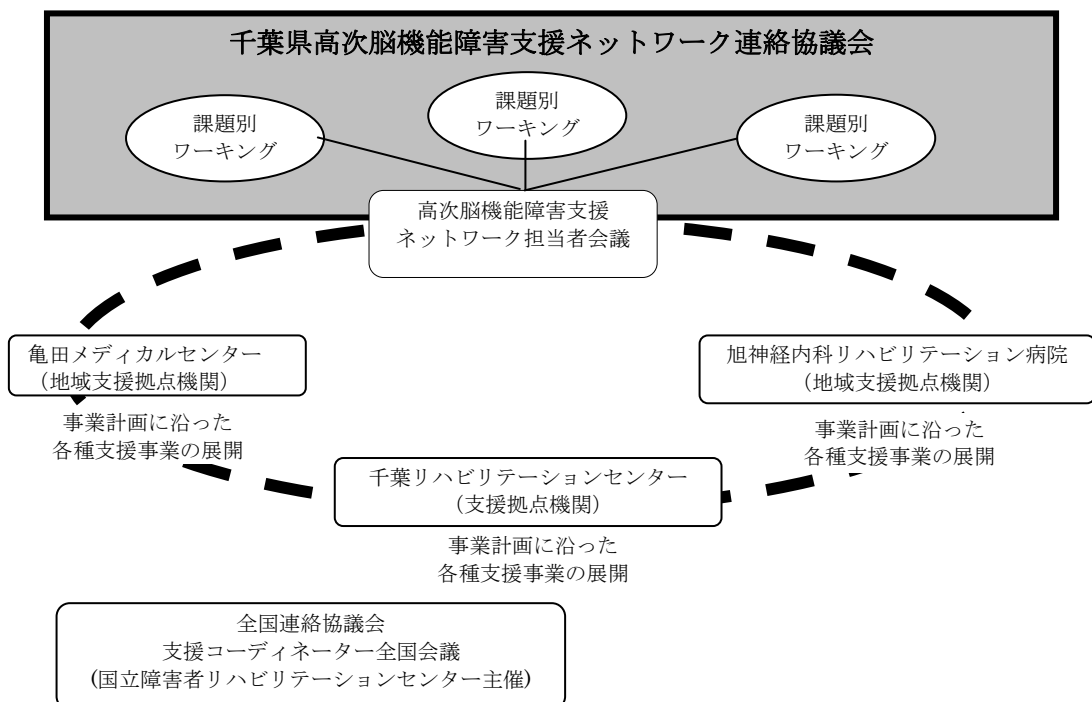 千葉県高次脳機能障害支援ネットワーク連絡協議会
課題別
ワーキング
課題別
ワーキング
課題別
ワーキング
高次脳機能障害支援
ネットワーク担当者会議
亀田メディカルセンター
（地域支援拠点機関）
事業計画に沿った
各種支援事業の展開
旭神経内科リハビリテーション病院
（地域支援拠点機関）
事業計画に沿った
各種支援事業の展開
千葉リハビリテーションセンター
（支援拠点機関）
事業計画に沿った
各種支援事業の展開
全国連絡協議会
支援コーディネーター全国会議
(国立障害者リハビリテーションセンター主催)